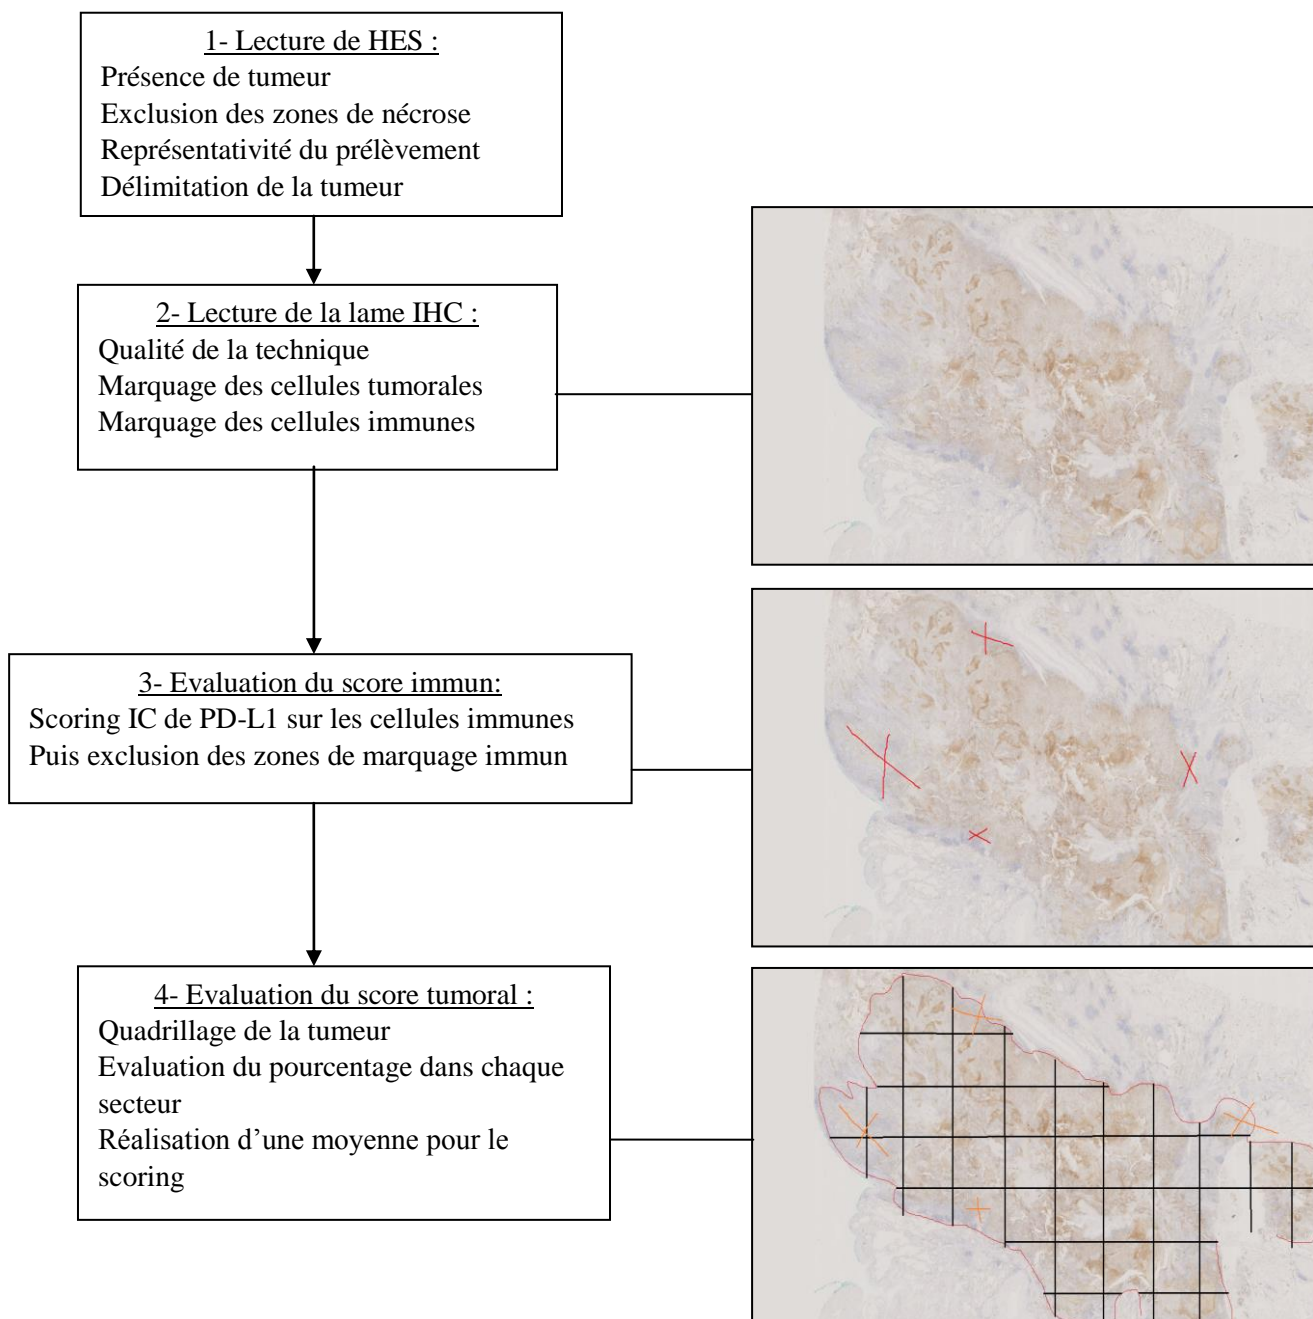 1- Lecture de HES :
Présence de tumeur
Exclusion des zones de nécrose
Représentativité du prélèvement
Délimitation de la tumeur
2- Lecture de la lame IHC :
Qualité de la technique
Marquage des cellules tumorales
Marquage des cellules immunes
3- Evaluation du score immun:
Scoring IC de PD-L1 sur les cellules immunes
Puis exclusion des zones de marquage immun
4- Evaluation du score tumoral :
Quadrillage de la tumeur
Evaluation du pourcentage dans chaque
secteur
Réalisation d’une moyenne pour le
scoring